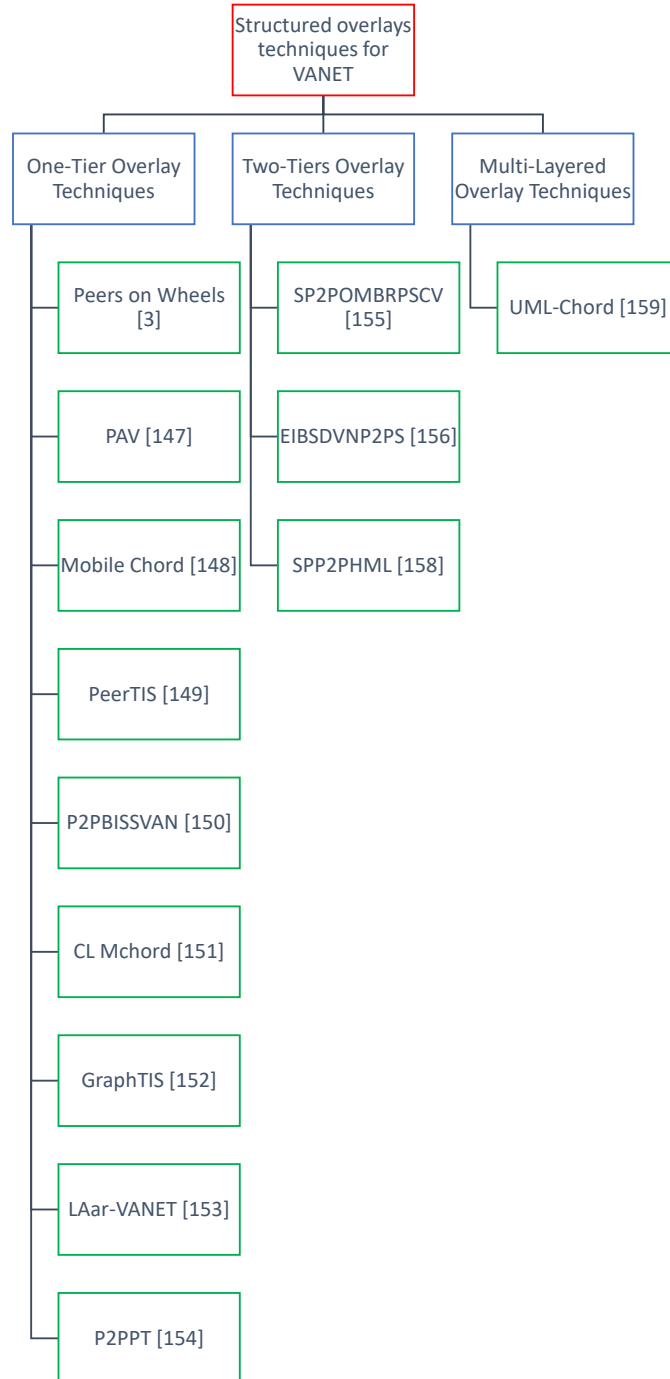 Structured overlays
techniques for
VANET
One-Tier Overlay
Techniques
Two-Tiers Overlay
Techniques
Multi-Layered
Overlay Techniques
Peers on Wheels
[3]
SP2POMBRPSCV
[155]
UML-Chord [159]
PAV [147]
EIBSDVNP2PS [156]
Mobile Chord [148]
SPP2PHML [158]
PeerTIS [149]
P2PBISSVAN [150]
CL Mchord [151]
GraphTIS [152]
LAar-VANET [153]
P2PPT [154]